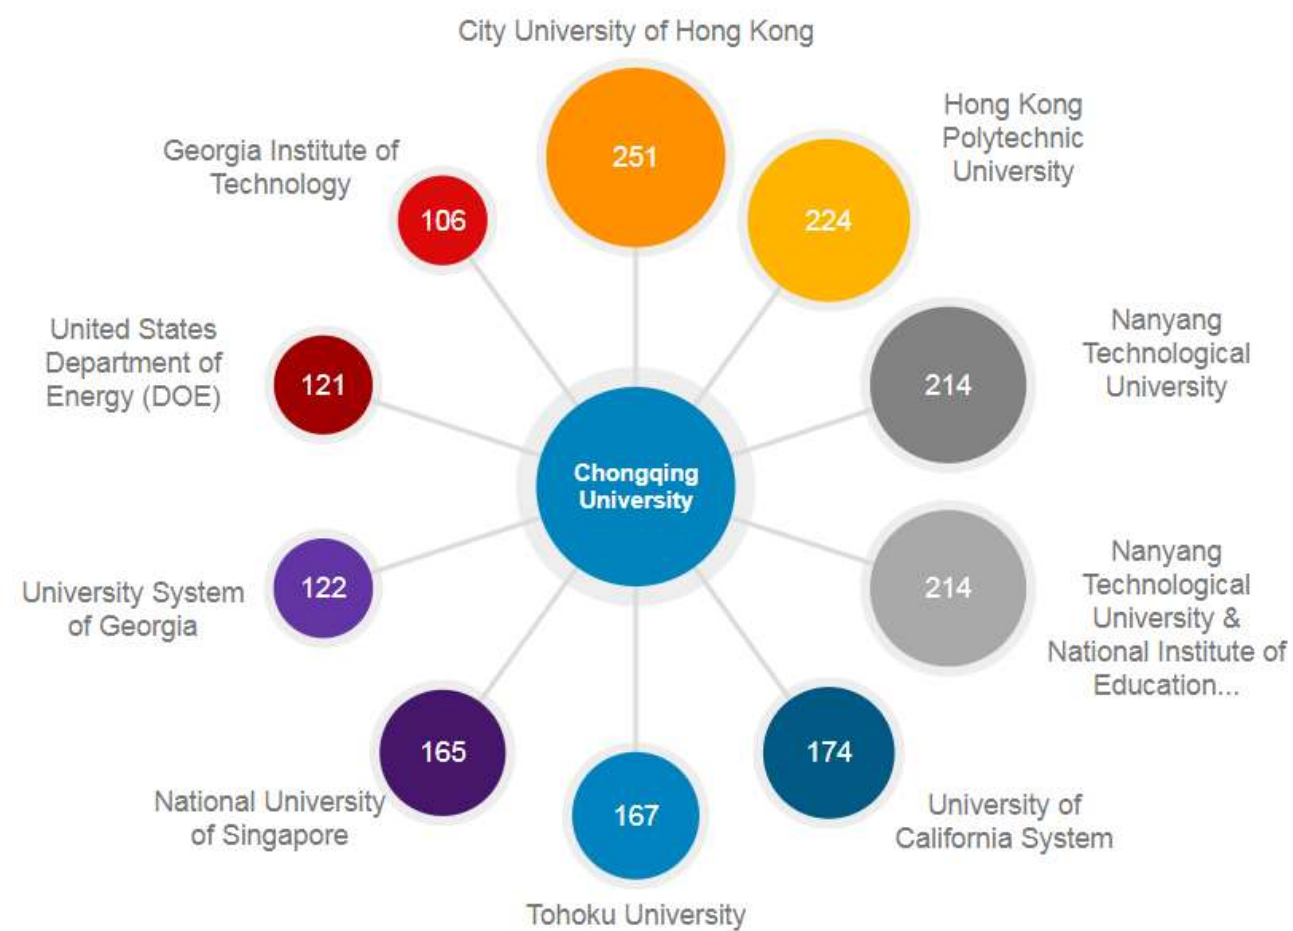 City University of Hong Kong
251
Hong Kong
Polytechnic
University
224
Georgia Institute of
Technology
106
Nanyang
Technological
University
214
United States
Department of
Energy (DOE)
121
Chongqing
University
Nanyang
Technological
University &
National Institute of
Education...
214
University System
of Georgia
122
165
National University
of Singapore
174
University of
California System
167
Tohoku University